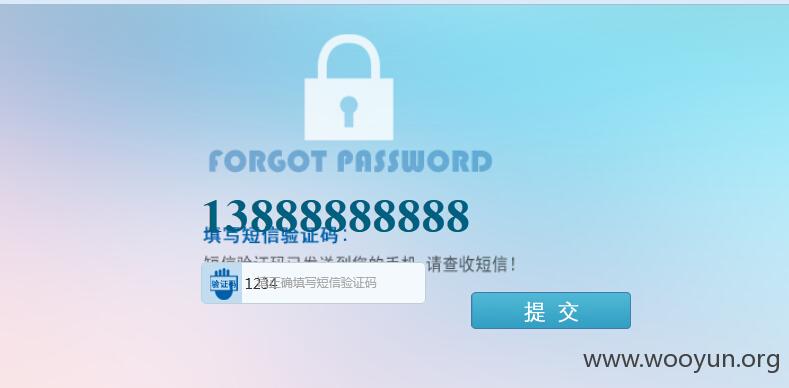 FORGOT PASSWORD
13888888888
填写短信验证码：
短信验证码已发送到您的手机，请查收短信！
验证码 1234 请正确填写短信验证码
提 交
www.wooyun.org